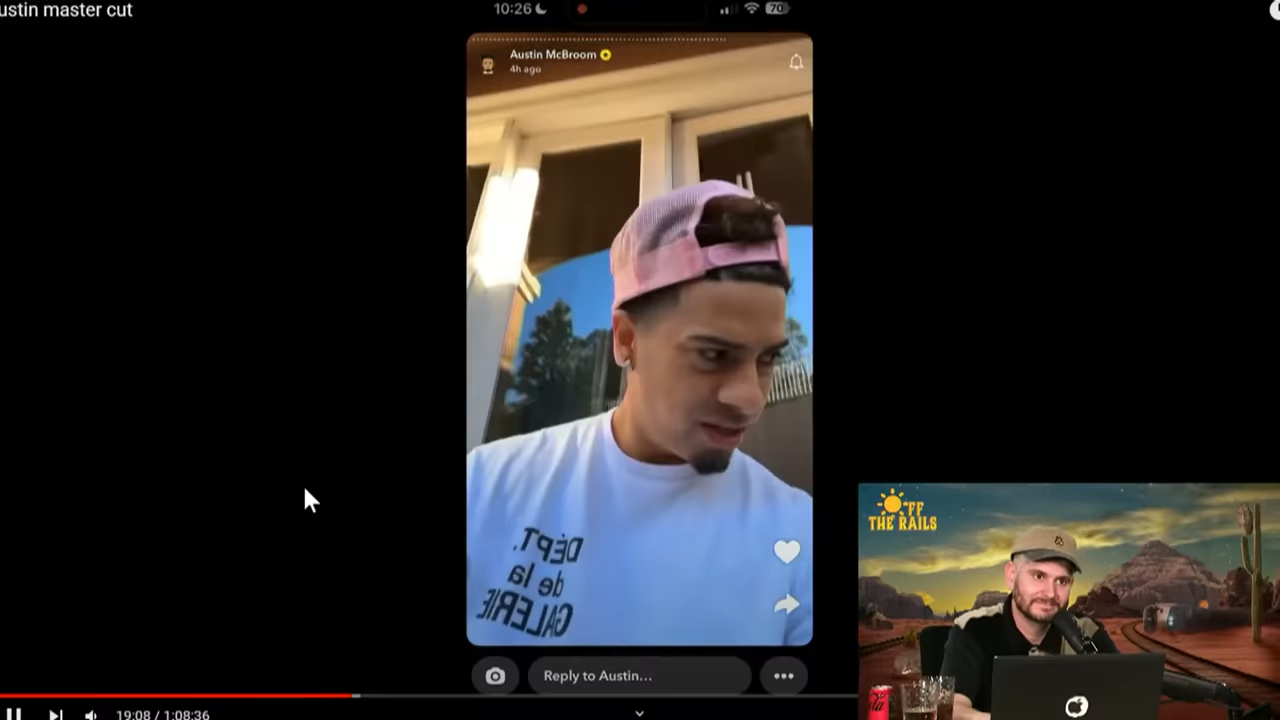 ustin master cut
10:26
70
Austin McBroom
4h ago
DÉPT.
de la
GALERIE
Reply to Austin...
FF
THE RAILS
19:08 / 1:08:36